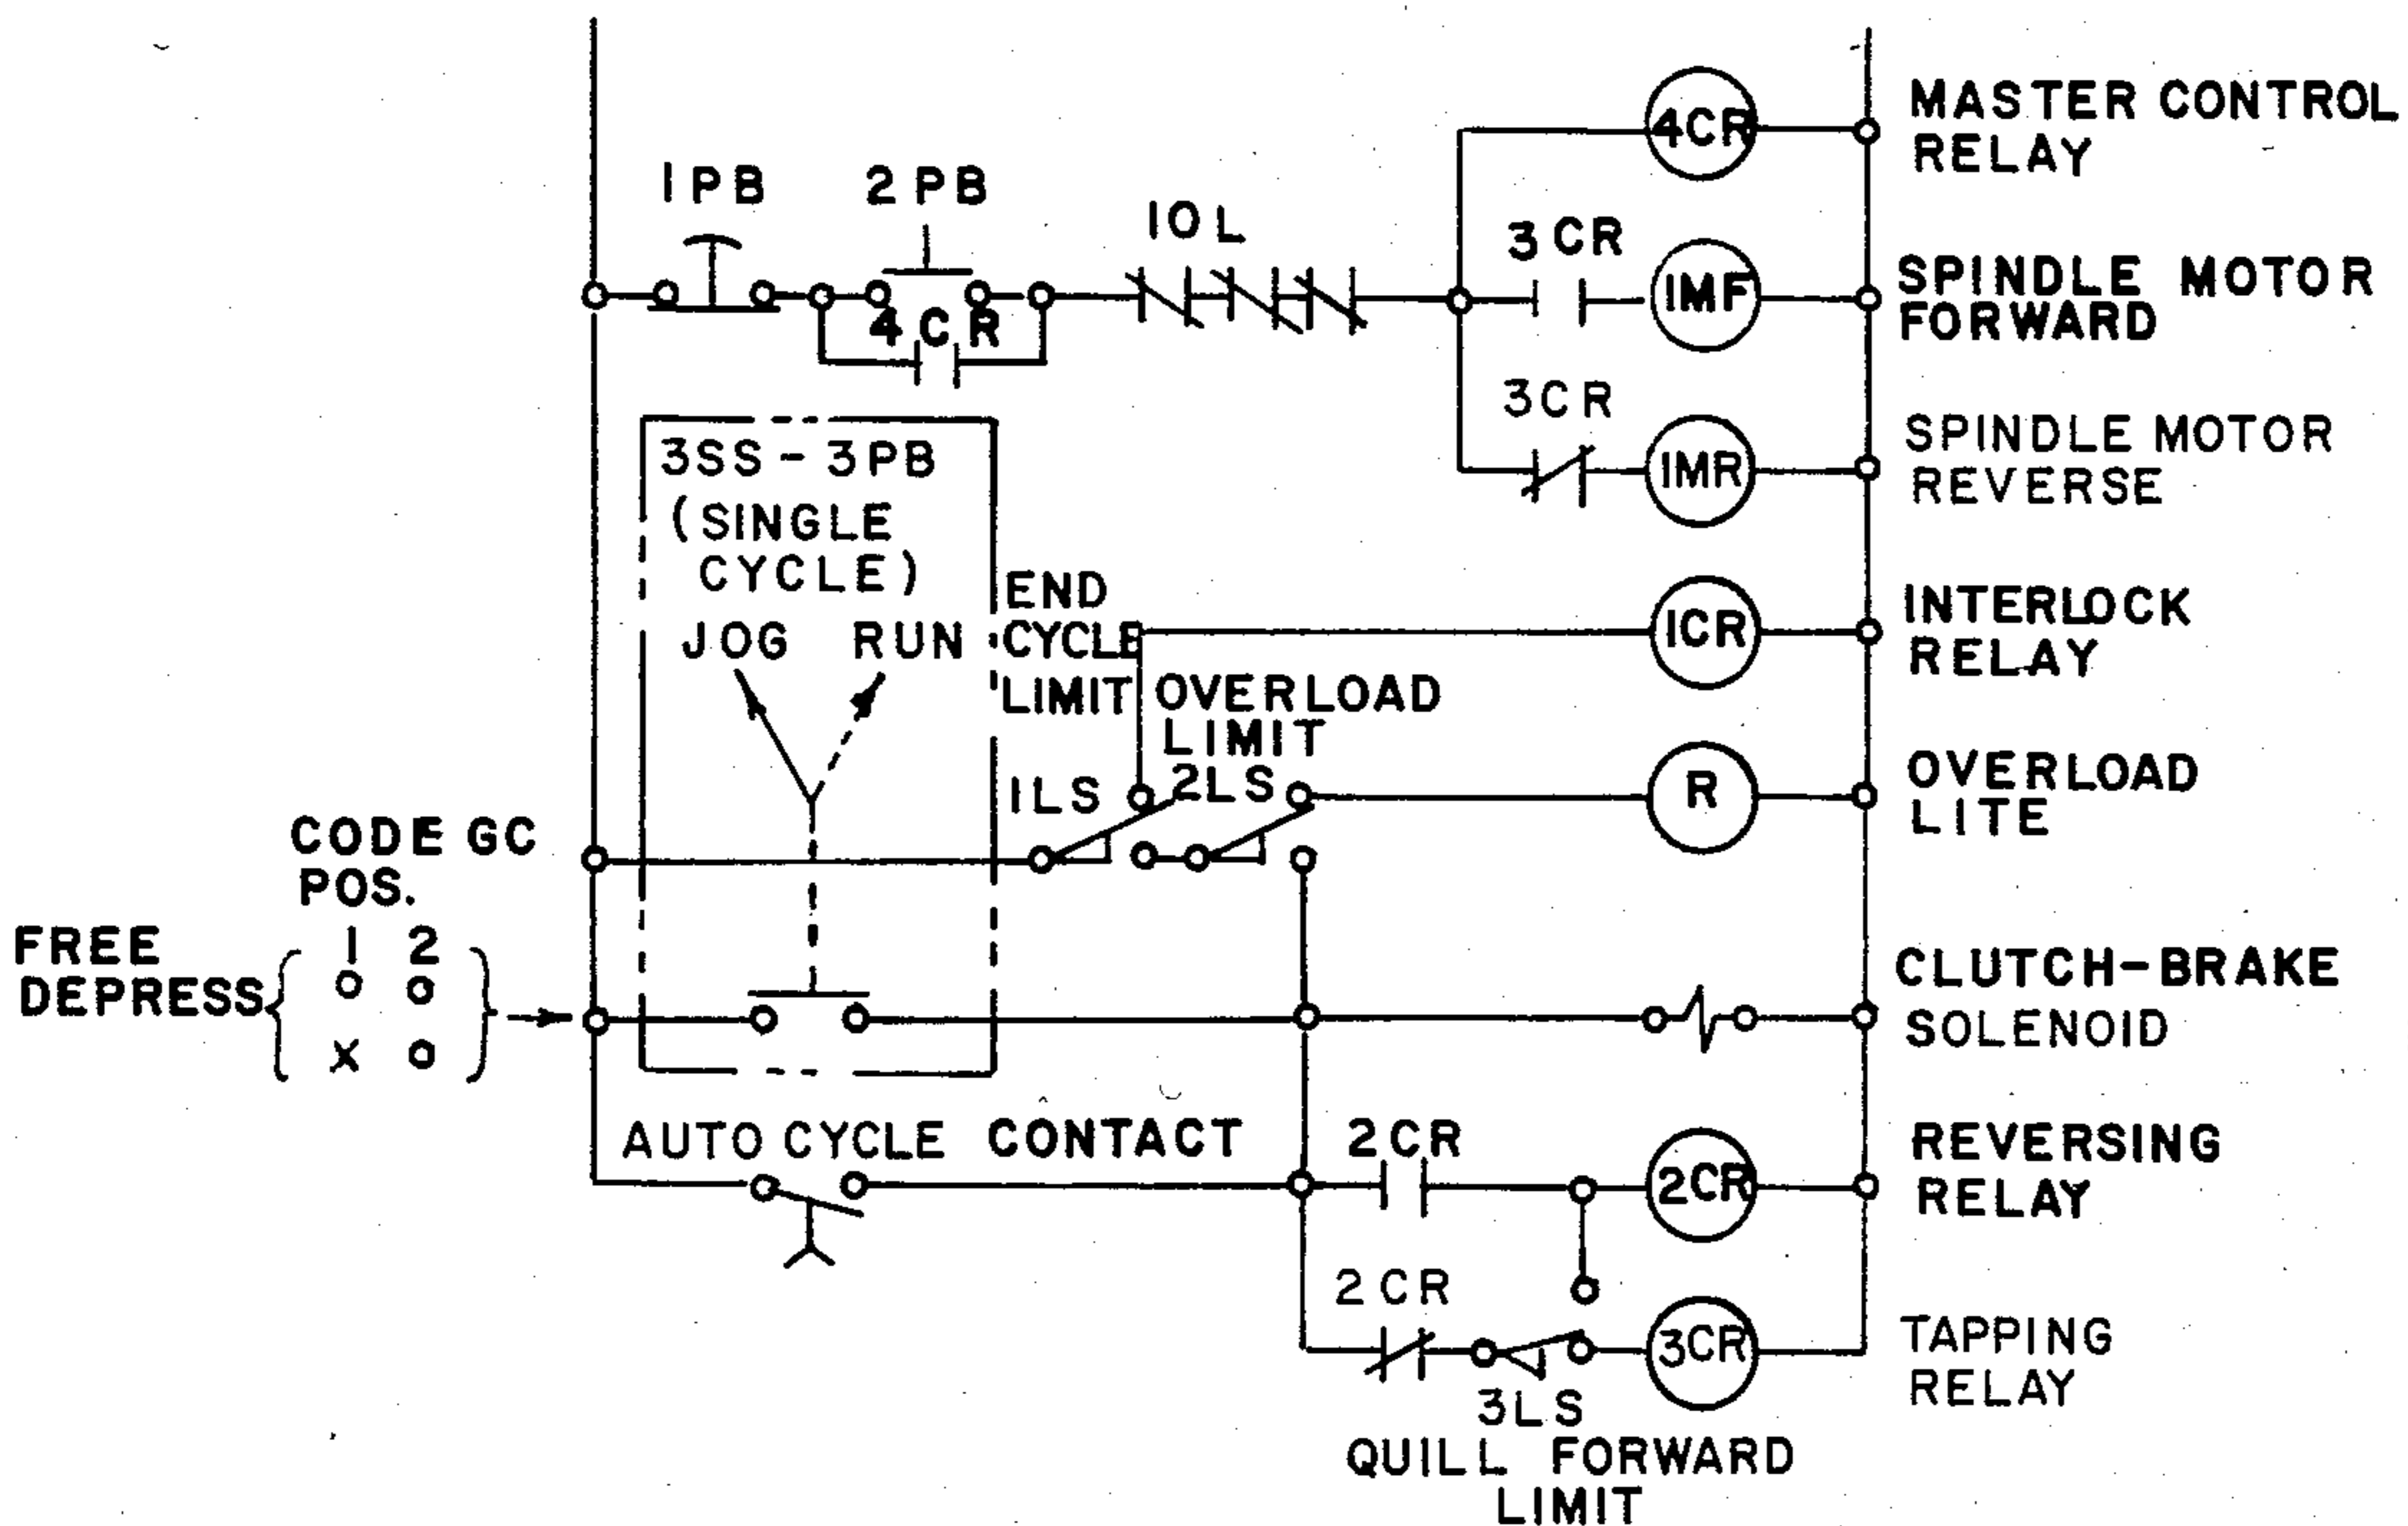 MASTER CONTROL
RELAY
4CR
1PB
2PB
1OL
3CR
1MF
SPINDLE MOTOR
FORWARD
4CR
3CR
1MR
SPINDLE MOTOR
REVERSE
3SS - 3PB
(SINGLE
CYCLE)
JOG RUN
END
CYCLE
LIMIT
1CR
INTERLOCK
RELAY
OVERLOAD
LIMIT
1LS
2LS
R
OVERLOAD
LITE
CODE GC
POS.
1 2
FREE
DEPRESS
O O
X O
CLUTCH-BRAKE
SOLENOID
AUTO CYCLE CONTACT
2CR
2CR
REVERSING
RELAY
2CR
3CR
TAPPING
RELAY
3LS
QUILL FORWARD
LIMIT